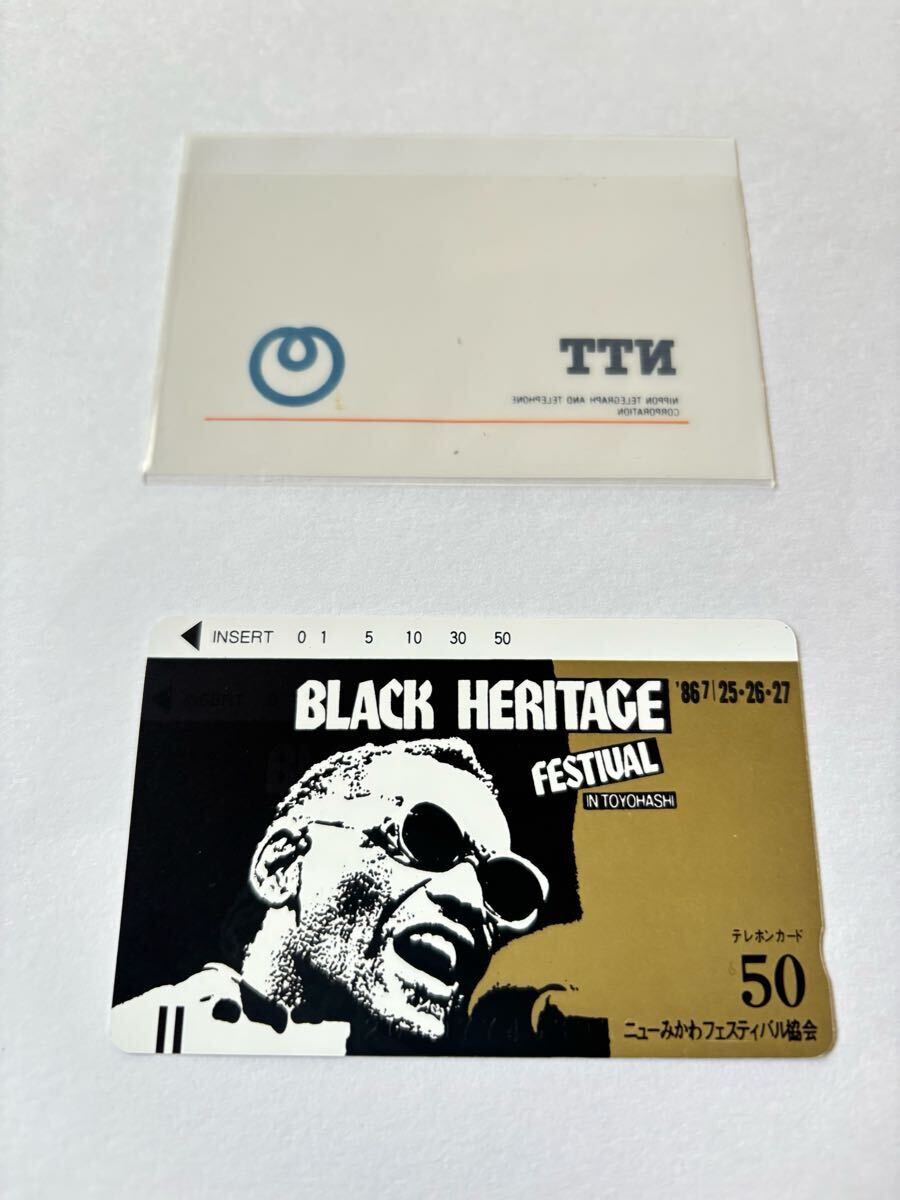 NTT
NIPPON TELEGRAPH AND TELEPHONE
CORPORATION
INSERT 0 1 5 10 30 50
BLACK HERITAGE
'86 7/25・26・27
FESTIVAL
IN TOYOHASHI
テレホンカード
50
ニューみかわフェスティバル協会